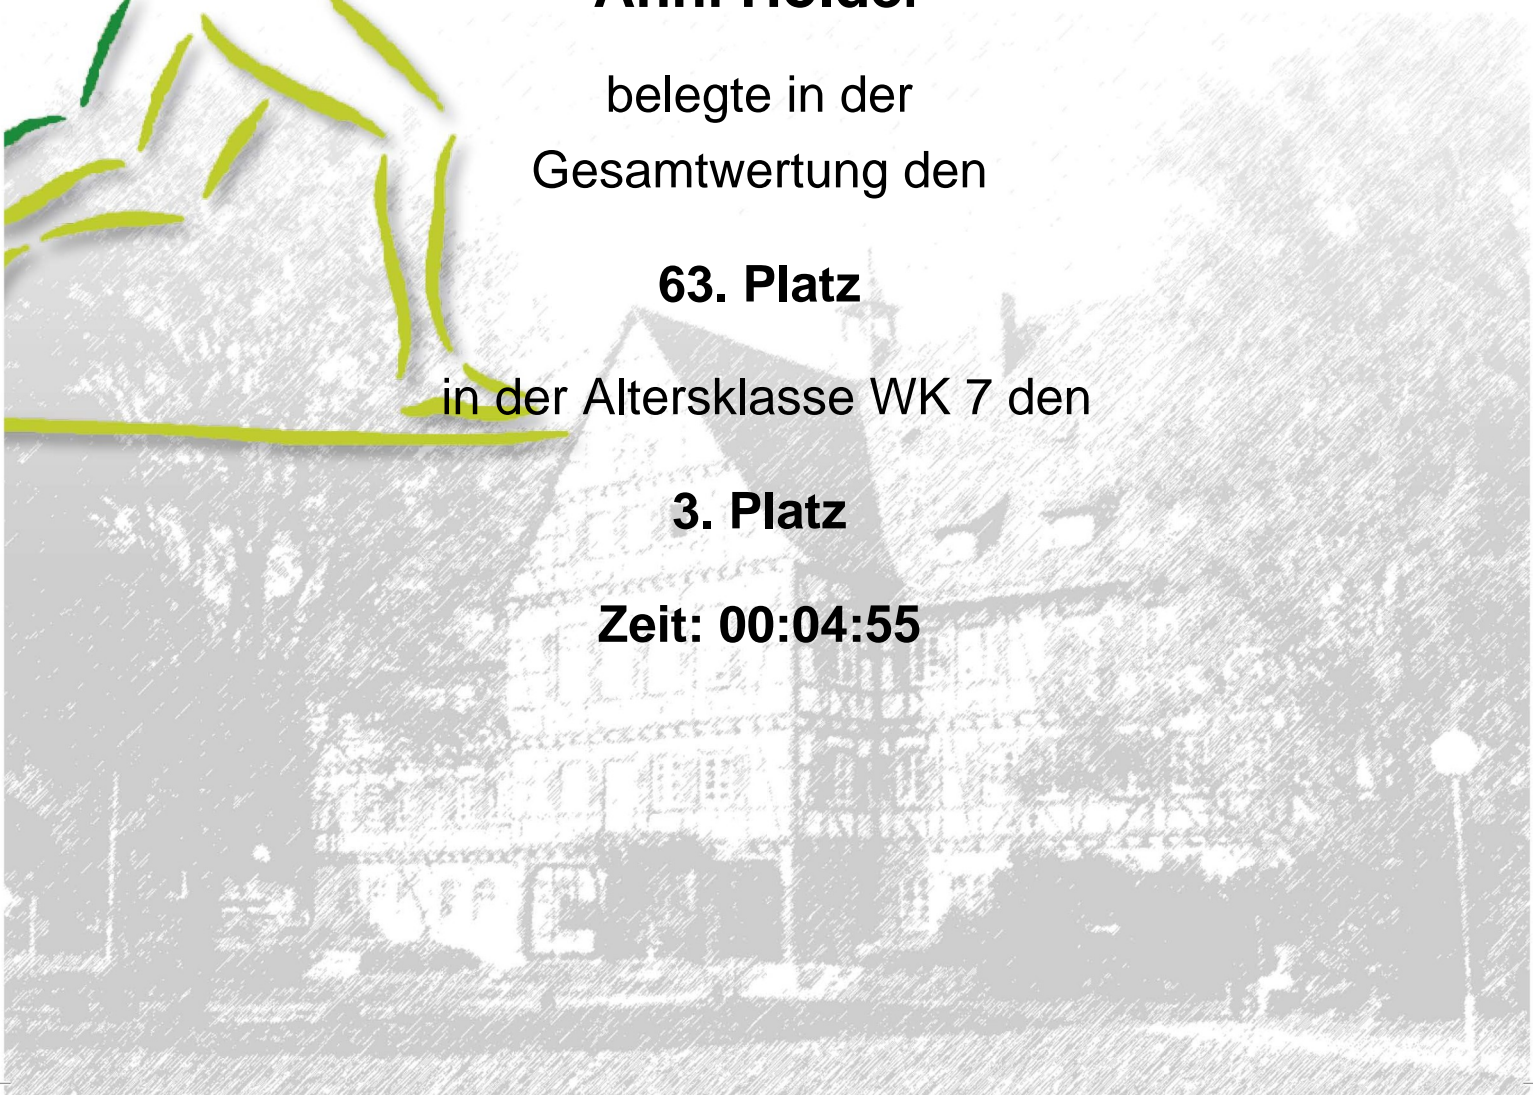 belegte in der
Gesamtwertung den
63. Platz
in der Altersklasse WK 7 den
3. Platz
Zeit: 00:04:55